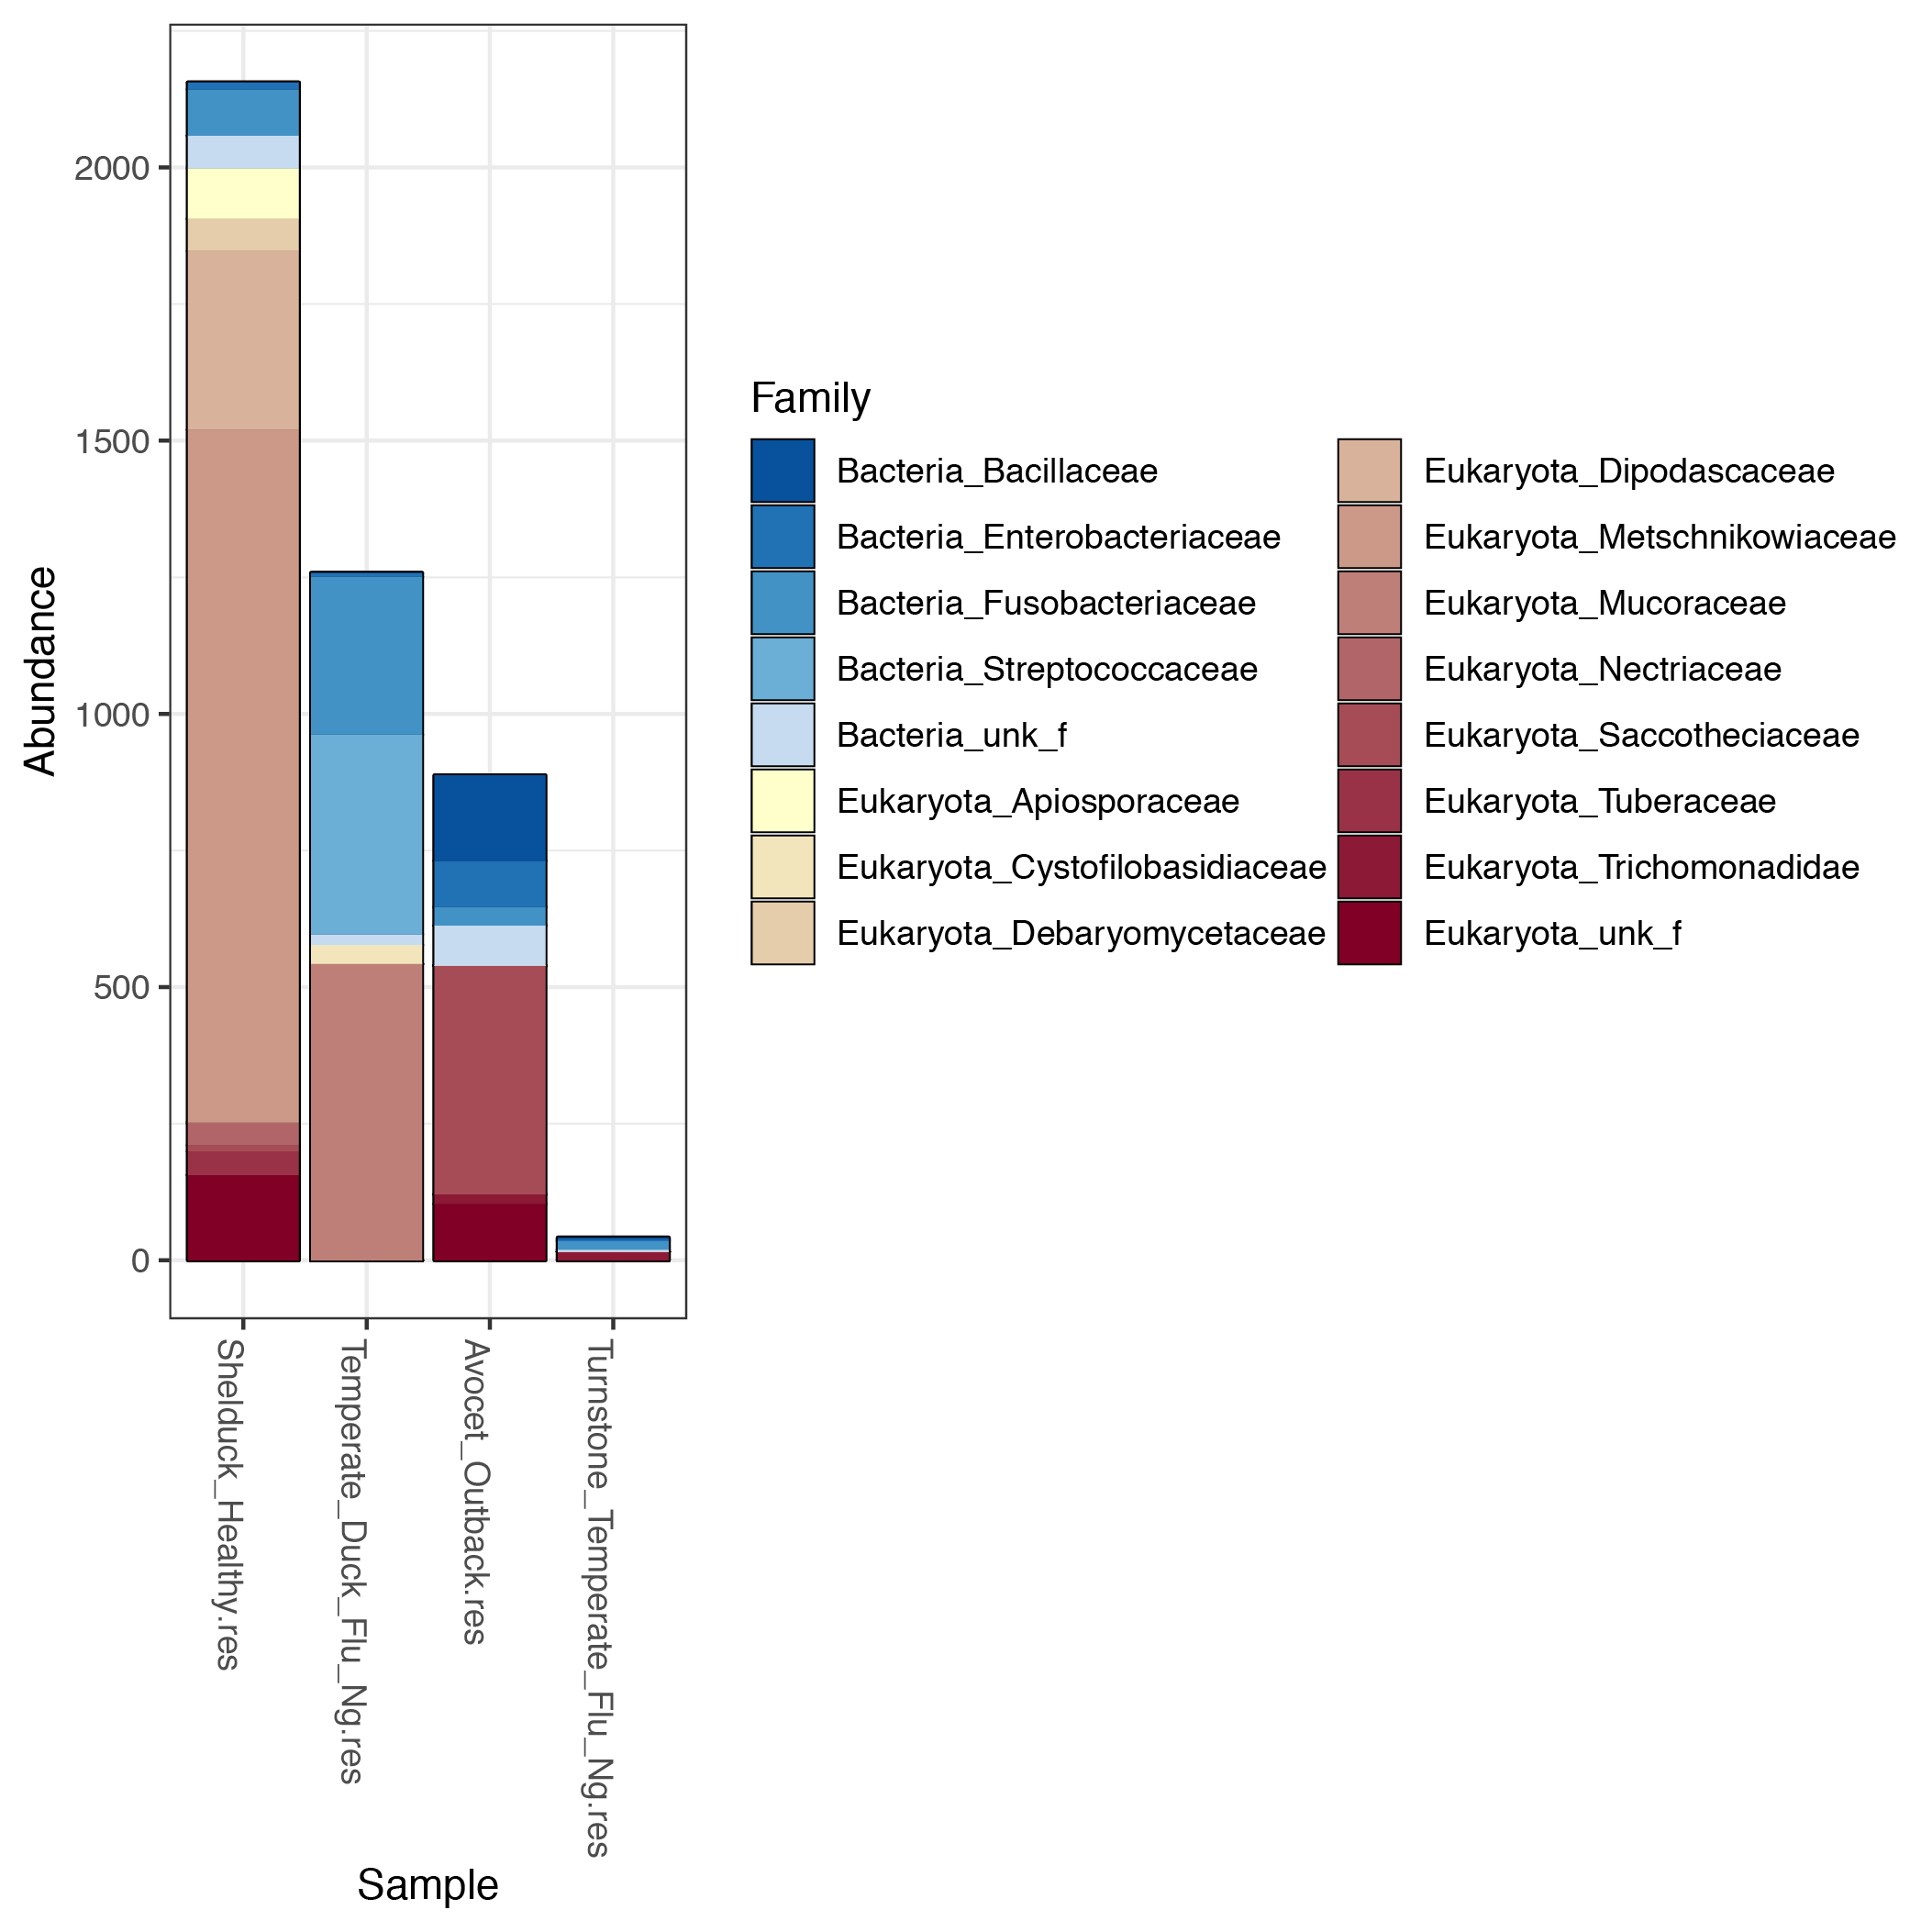 Abundance
2000
1500
1000
500
0
Shelduck_Healthy.res
Temperate_Duck_Flu_Ng.res
Avocet_Outback.res
Turnstone_Temperate_Flu_Ng.res
Sample
Family
Bacteria_Bacillaceae
Bacteria_Enterobacteriaceae
Bacteria_Fusobacteriaceae
Bacteria_Streptococcaceae
Bacteria_unk_f
Eukaryota_Apiosporaceae
Eukaryota_Cystofilobasidiaceae
Eukaryota_Debaryomycetaceae
Eukaryota_Dipodascaceae
Eukaryota_Metschnikowiaceae
Eukaryota_Mucoraceae
Eukaryota_Nectriaceae
Eukaryota_Saccotheciaceae
Eukaryota_Tuberaceae
Eukaryota_Trichomonadidae
Eukaryota_unk_f